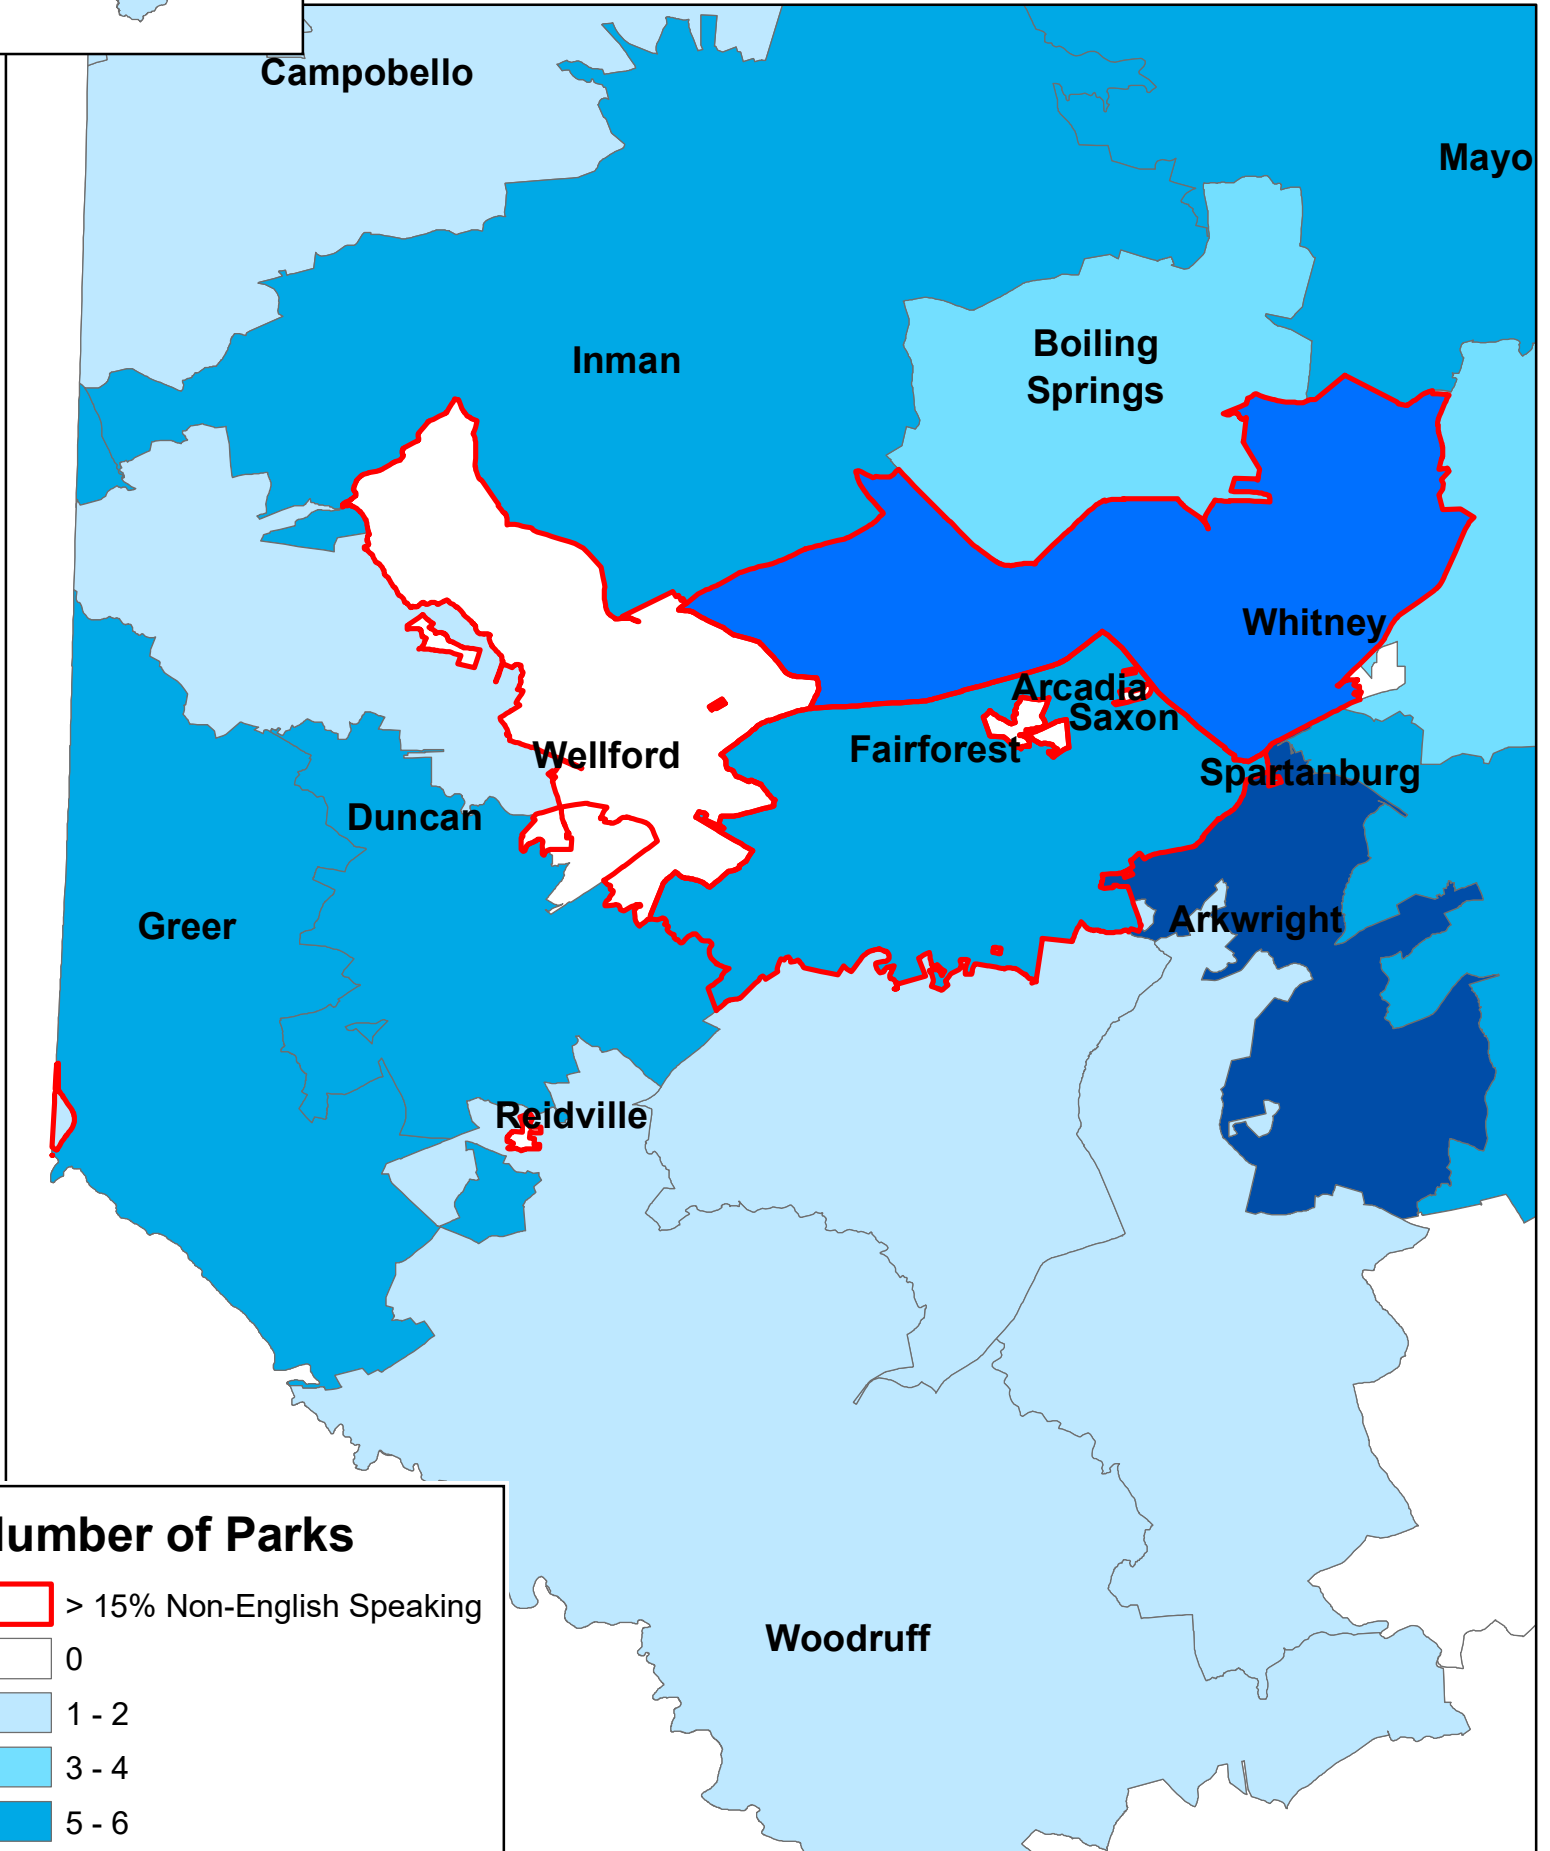 Campobello
Mayo
Boiling
Springs
Inman
Whitney
Arcadia
Saxon
Fairforest
Wellford
Spartanburg
Duncan
Arkwright
Greer
Reidville
Woodruff
of Parks
> 15% Non-English Speaking
0
1 - 2
3 - 4
5 - 6